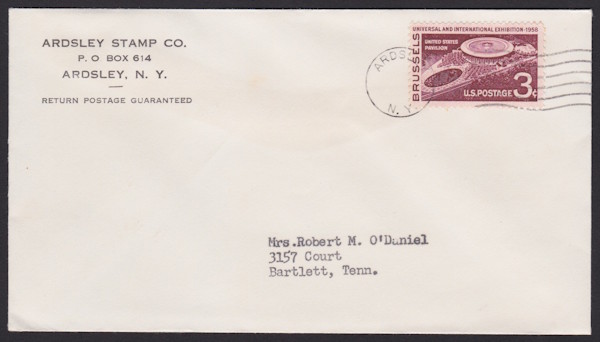 ARDSLEY STAMP CO.
P. O BOX 614
ARDSLEY, N. Y.
RETURN POSTAGE GUARANTEED
UNIVERSAL AND INTERNATIONAL EXHIBITION-1958
UNITED STATES
PAVILION
BRUSSELS
U.S. POSTAGE 3¢
N. Y.
Mrs.Robert M. O'Daniel
3157 Court
Bartlett, Tenn.